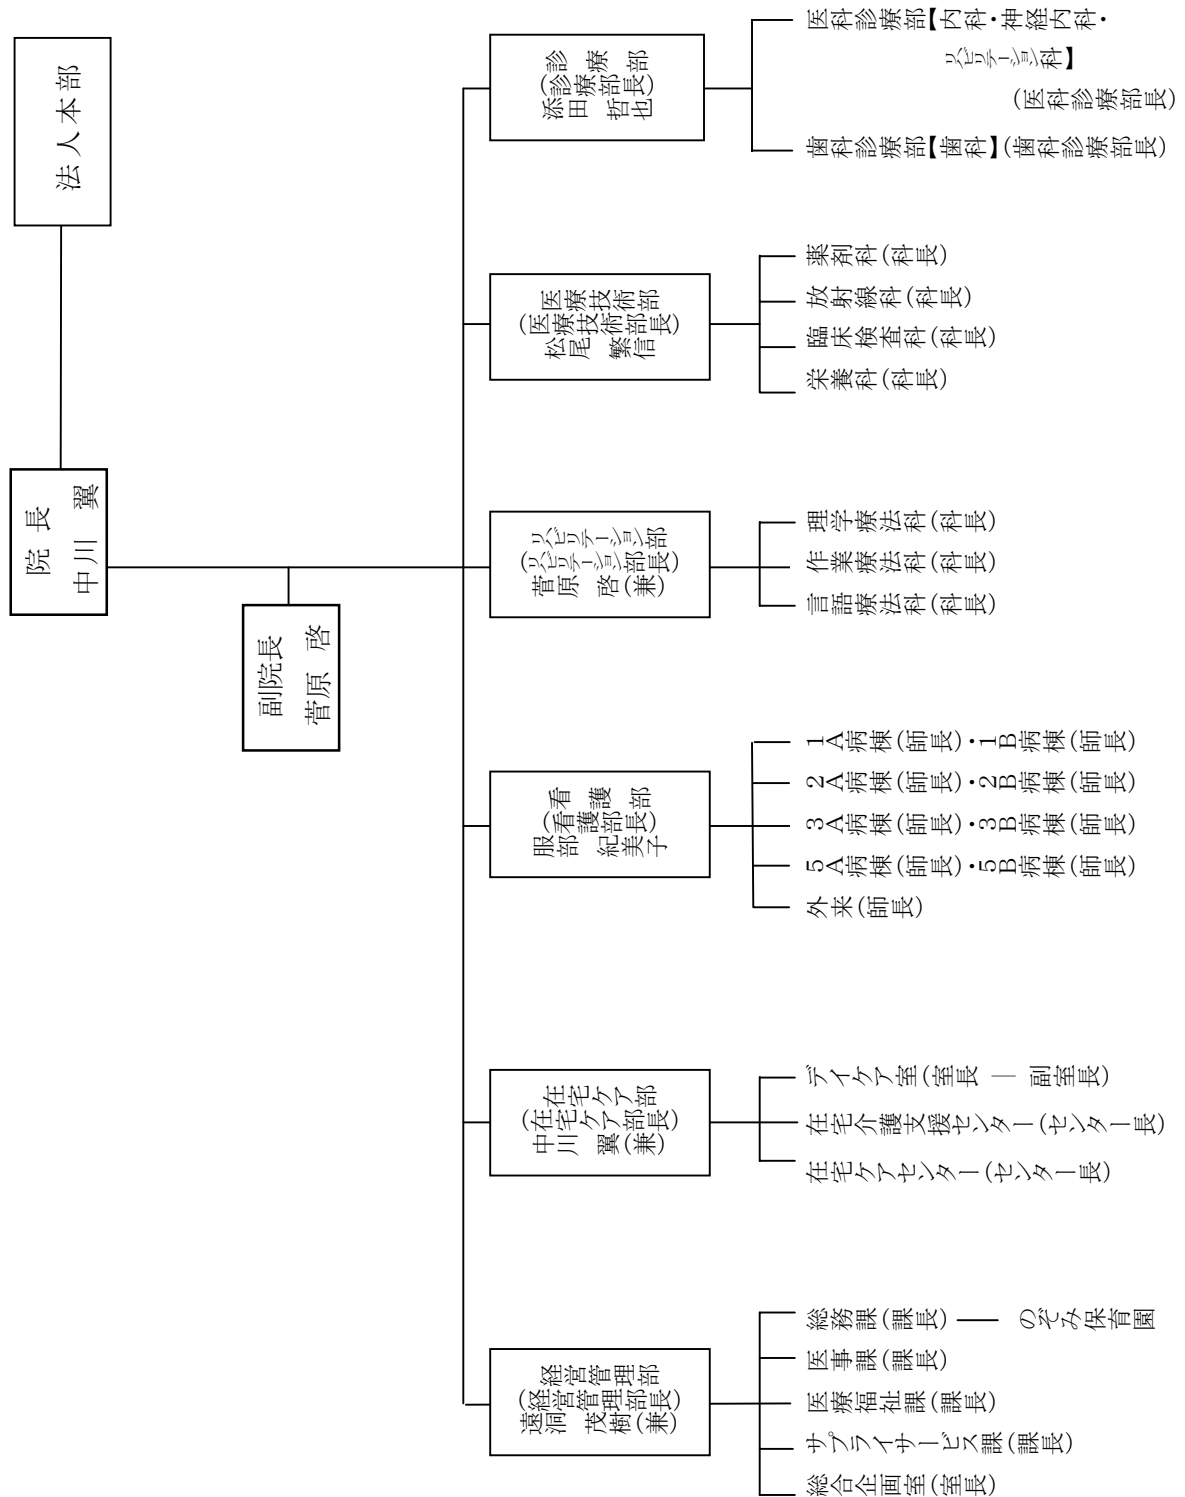 法人本部
院長
中川 翼
副院長
菅原 啓
診療部
(診療部長)
添田 哲也
医科診療部【内科・神経内科・
リハビリテーション科】
(医科診療部長)
歯科診療部【歯科】(歯科診療部長)
医療技術部
(医療技術部長)
松尾 繁信
薬剤科(科長)
放射線科(科長)
臨床検査科(科長)
栄養科(科長)
リハビリテーション部
(リハビリテーション部長)
菅原 啓(兼)
理学療法科(科長)
作業療法科(科長)
言語療法科(科長)
看護部
(看護部長)
服部 紀美子
1A病棟(師長)・1B病棟(師長)
2A病棟(師長)・2B病棟(師長)
3A病棟(師長)・3B病棟(師長)
5A病棟(師長)・5B病棟(師長)
外来(師長)
在宅ケア部
(在宅ケア部長)
中川 翼(兼)
デイケア室(室長 ― 副室長)
在宅介護支援センター(センター長)
在宅ケアセンター(センター長)
経営管理部
(経営管理部長)
遠洞 茂樹(兼)
総務課(課長) ― のぞみ保育園
医事課(課長)
医療福祉課(課長)
サプライサービス課(課長)
総合企画室(室長)